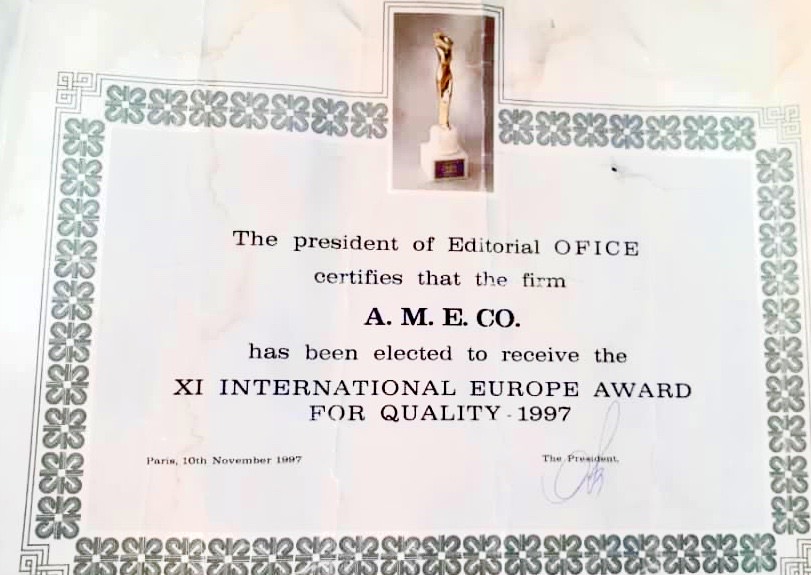 The president of Editorial OFICE
certifies that the firm
A. M. E. CO.
has been elected to receive the
XI INTERNATIONAL EUROPE AWARD
FOR QUALITY - 1997
Paris, 10th November 1997
The President,